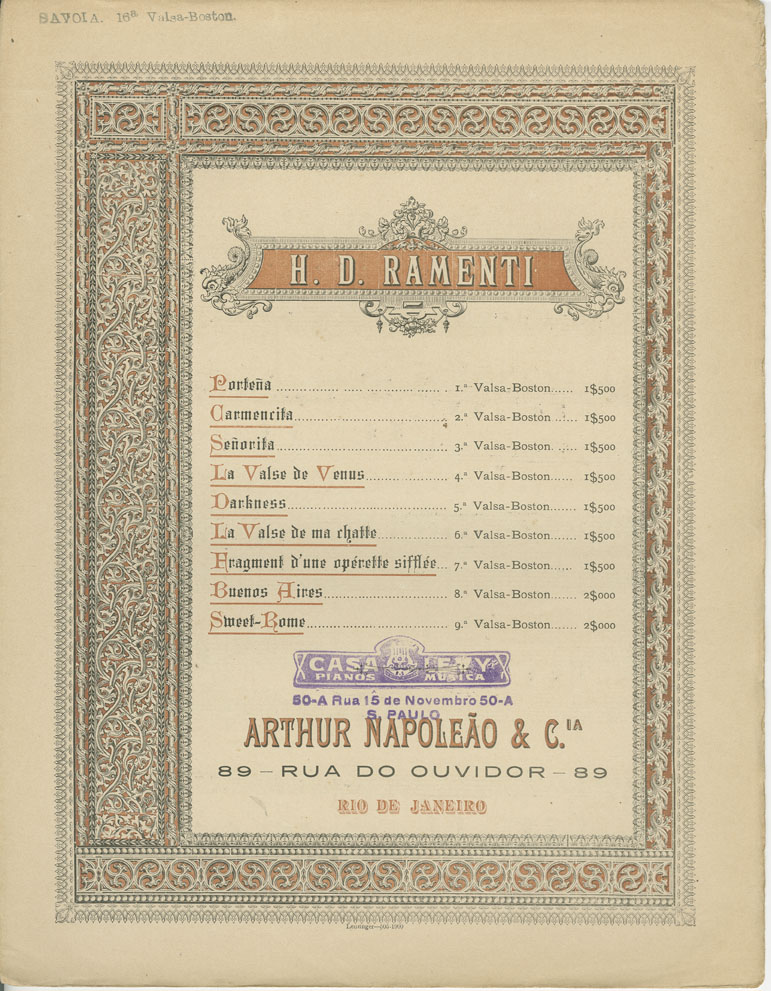 SAVOIA. 16ª Valsa-Boston.
H. D. RAMENTI
Porteña ........................ 1.ª Valsa-Boston...... 1$500
Carmencita ........................ 2.ª Valsa-Boston ...... 1$500
Señorita ........................ 3.ª Valsa-Boston. ..... 1$500
La Valse de Venus ........................ 4.ª Valsa-Boston...... 1$500
Darkness ........................ 5.ª Valsa-Boston...... 1$500
La Valse de ma chatte ........................ 6.ª Valsa-Boston...... 1$500
Fragment d'une opérette sifflée... 7.ª Valsa-Boston...... 1$500
Buenos Aires ........................ 8.ª Valsa-Boston...... 2$000
Sweet-Rome ........................ 9.ª Valsa-Boston...... 2$000
CASA LEVY
PIANOS MUSICA
50-A Rua 15 de Novembro 50-A
S. PAULO
ARTHUR NAPOLEÃO & C.IA
89 – RUA DO OUVIDOR – 89
RIO DE JANEIRO